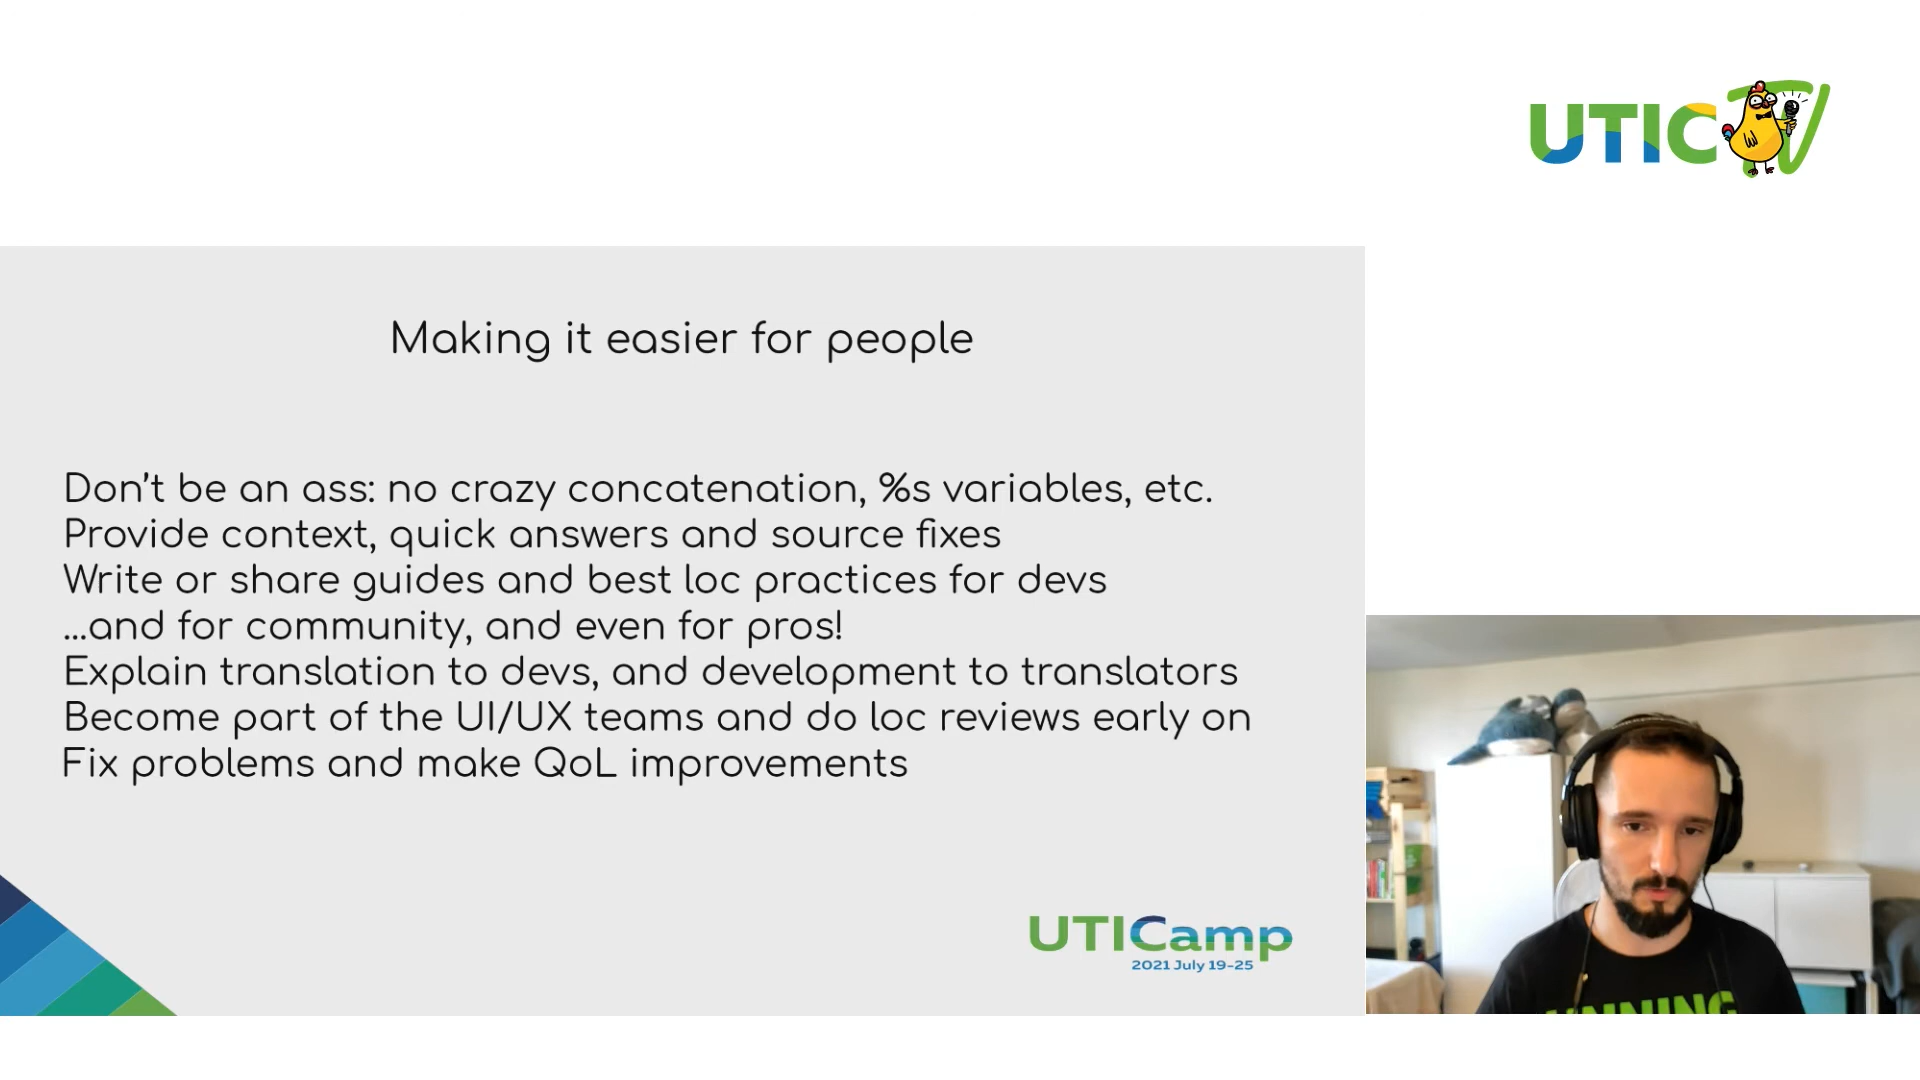 UTIC TV
Making it easier for people
Don't be an ass: no crazy concatenation, %s variables, etc.
Provide context, quick answers and source fixes
Write or share guides and best loc practices for devs
...and for community, and even for pros!
Explain translation to devs, and development to translators
Become part of the UI/UX teams and do loc reviews early on
Fix problems and make QoL improvements
UTICamp
2021 July 19-25